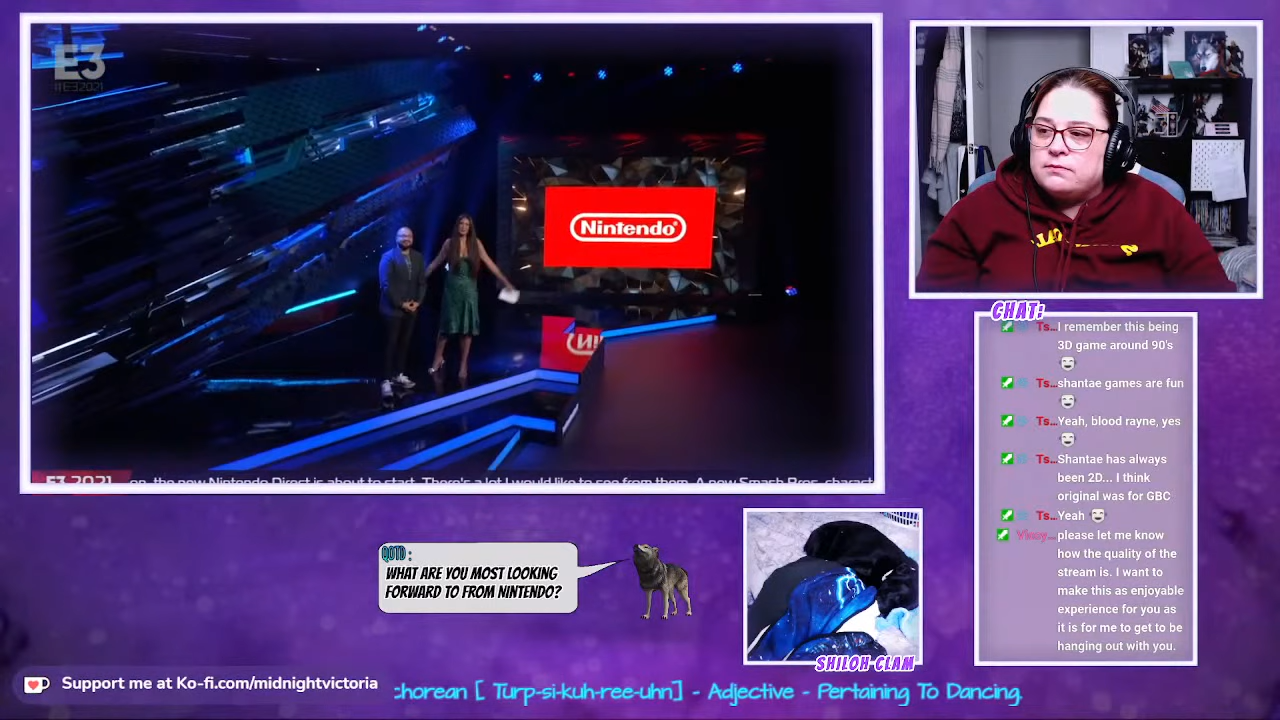 E3
#E32021
Nintendo
E3 2021
on, the new Nintendo Direct is about to start. There's a lot I would like to see from them. A new Smash Bros. charact
CHAT:
Ts... I remember this being
3D game around 90's
Ts... shantae games are fun
Ts... Yeah, blood rayne, yes
Ts... Shantae has always
been 2D... I think
original was for GBC
Ts... Yeah
please let me know
how the quality of the
stream is. I want to
make this as enjoyable
experience for you as
it is for me to get to be
hanging out with you.
QOTD:
WHAT ARE YOU MOST LOOKING
FORWARD TO FROM NINTENDO?
SHILOH CLAM
Support me at Ko-fi.com/midnightvictoria
chorean [ Turp-si-kuh-ree-uhn] - Adjective - Pertaining To Dancing.